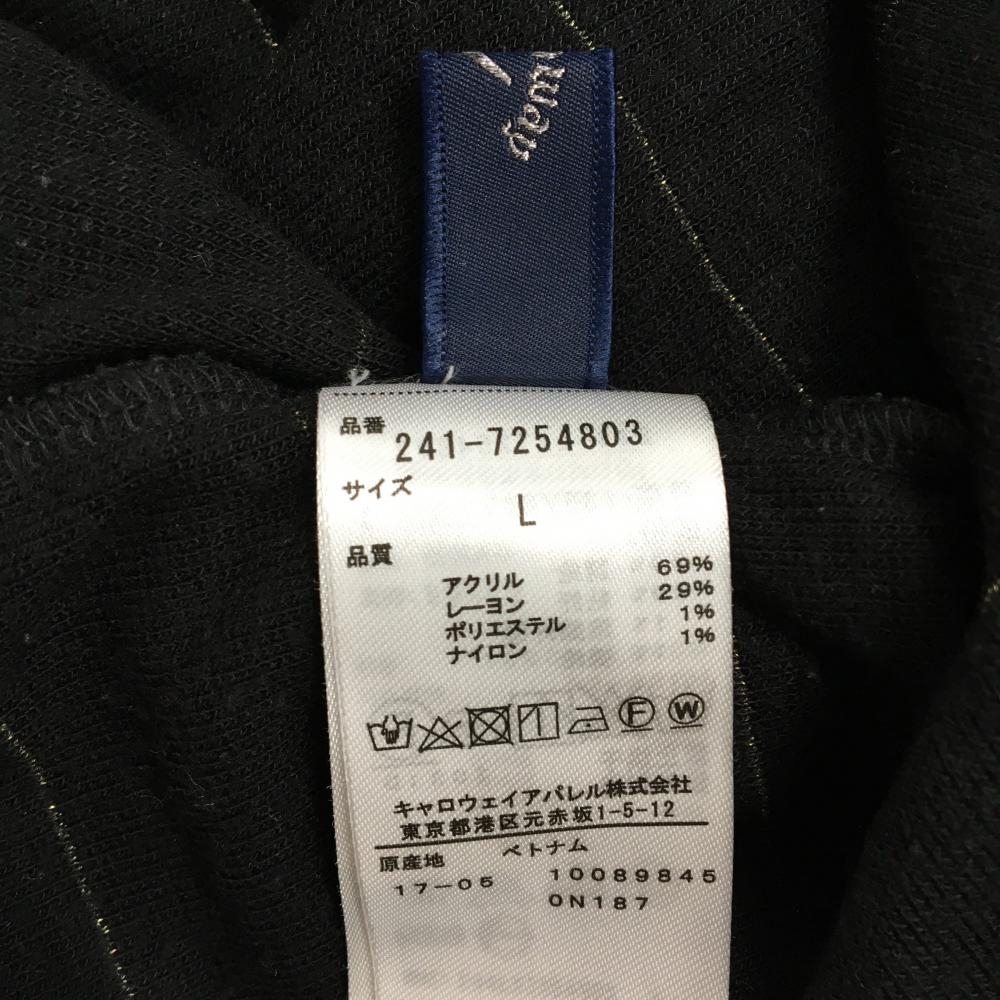 品番
241-7254803
サイズ
L
品質
アクリル 69%
レーヨン 29%
ポリエステル 1%
ナイロン 1%
F W
キャロウェイアパレル株式会社
東京都港区元赤坂1-5-12
原産地 ベトナム
17-05 10089845
0N187